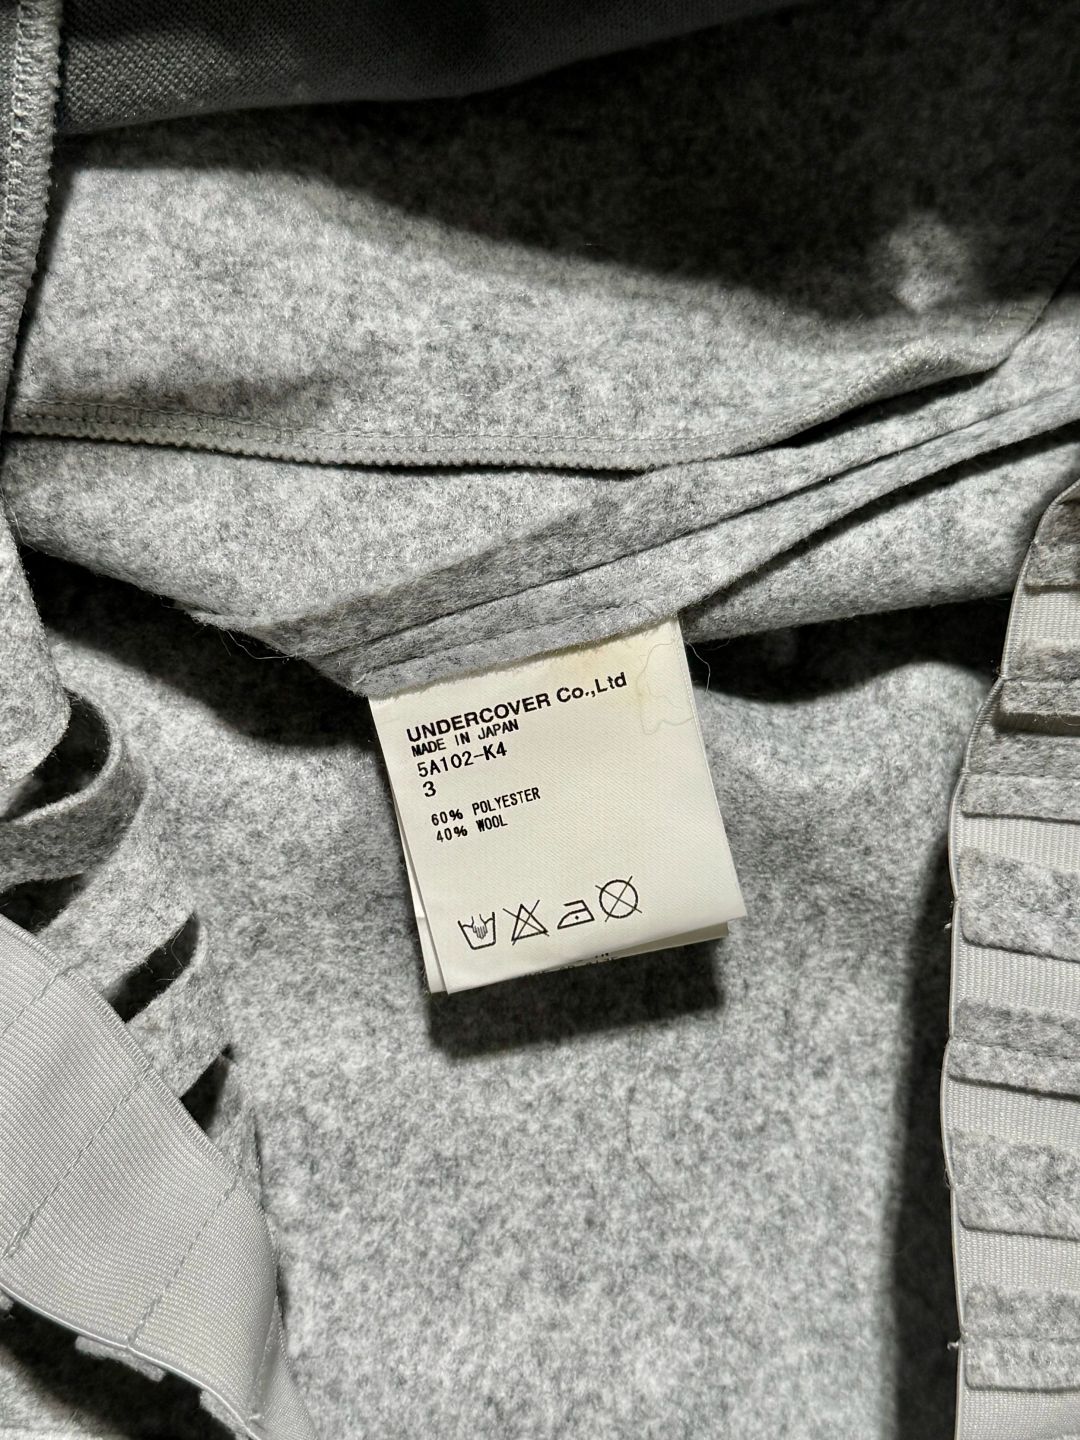 UNDERCOVER Co.,Ltd
MADE IN JAPAN
5A102-K4
3
60% POLYESTER
40% WOOL